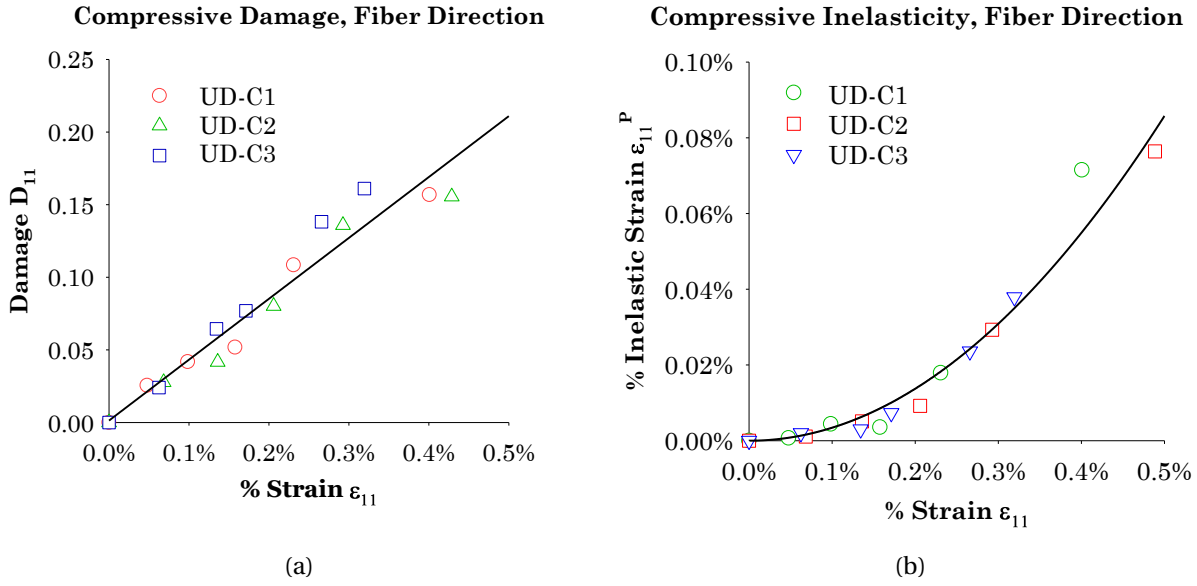 Compressive Damage, Fiber Direction
0.25
0.20
0.15
0.10
0.05
0.00
Damage D11
UD-C1
UD-C2
UD-C3
0.0% 0.1% 0.2% 0.3% 0.4% 0.5%
% Strain ε11
(a)
Compressive Inelasticity, Fiber Direction
0.10%
0.08%
0.06%
0.04%
0.02%
0.00%
% Inelastic Strain ε11P
UD-C1
UD-C2
UD-C3
0.0% 0.1% 0.2% 0.3% 0.4% 0.5%
% Strain ε11
(b)